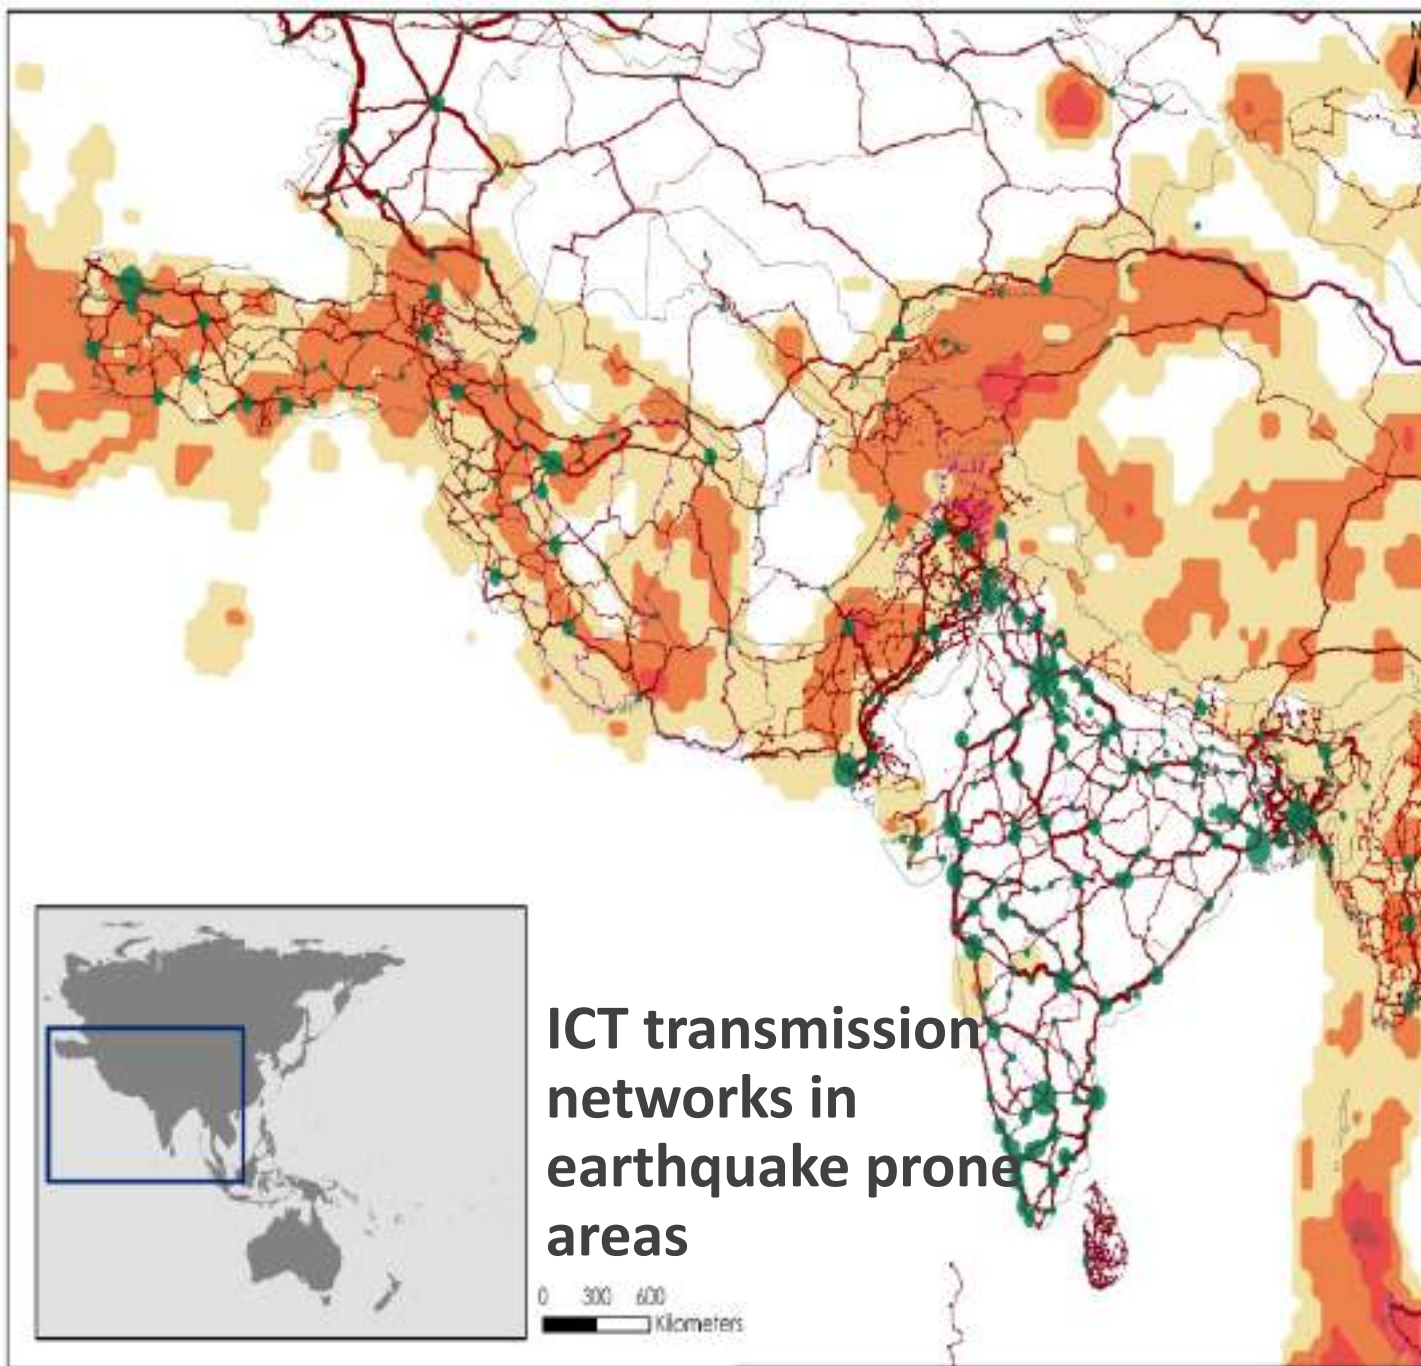 N
ICT transmission
networks in
earthquake prone
areas
0 300 600
Kilometers